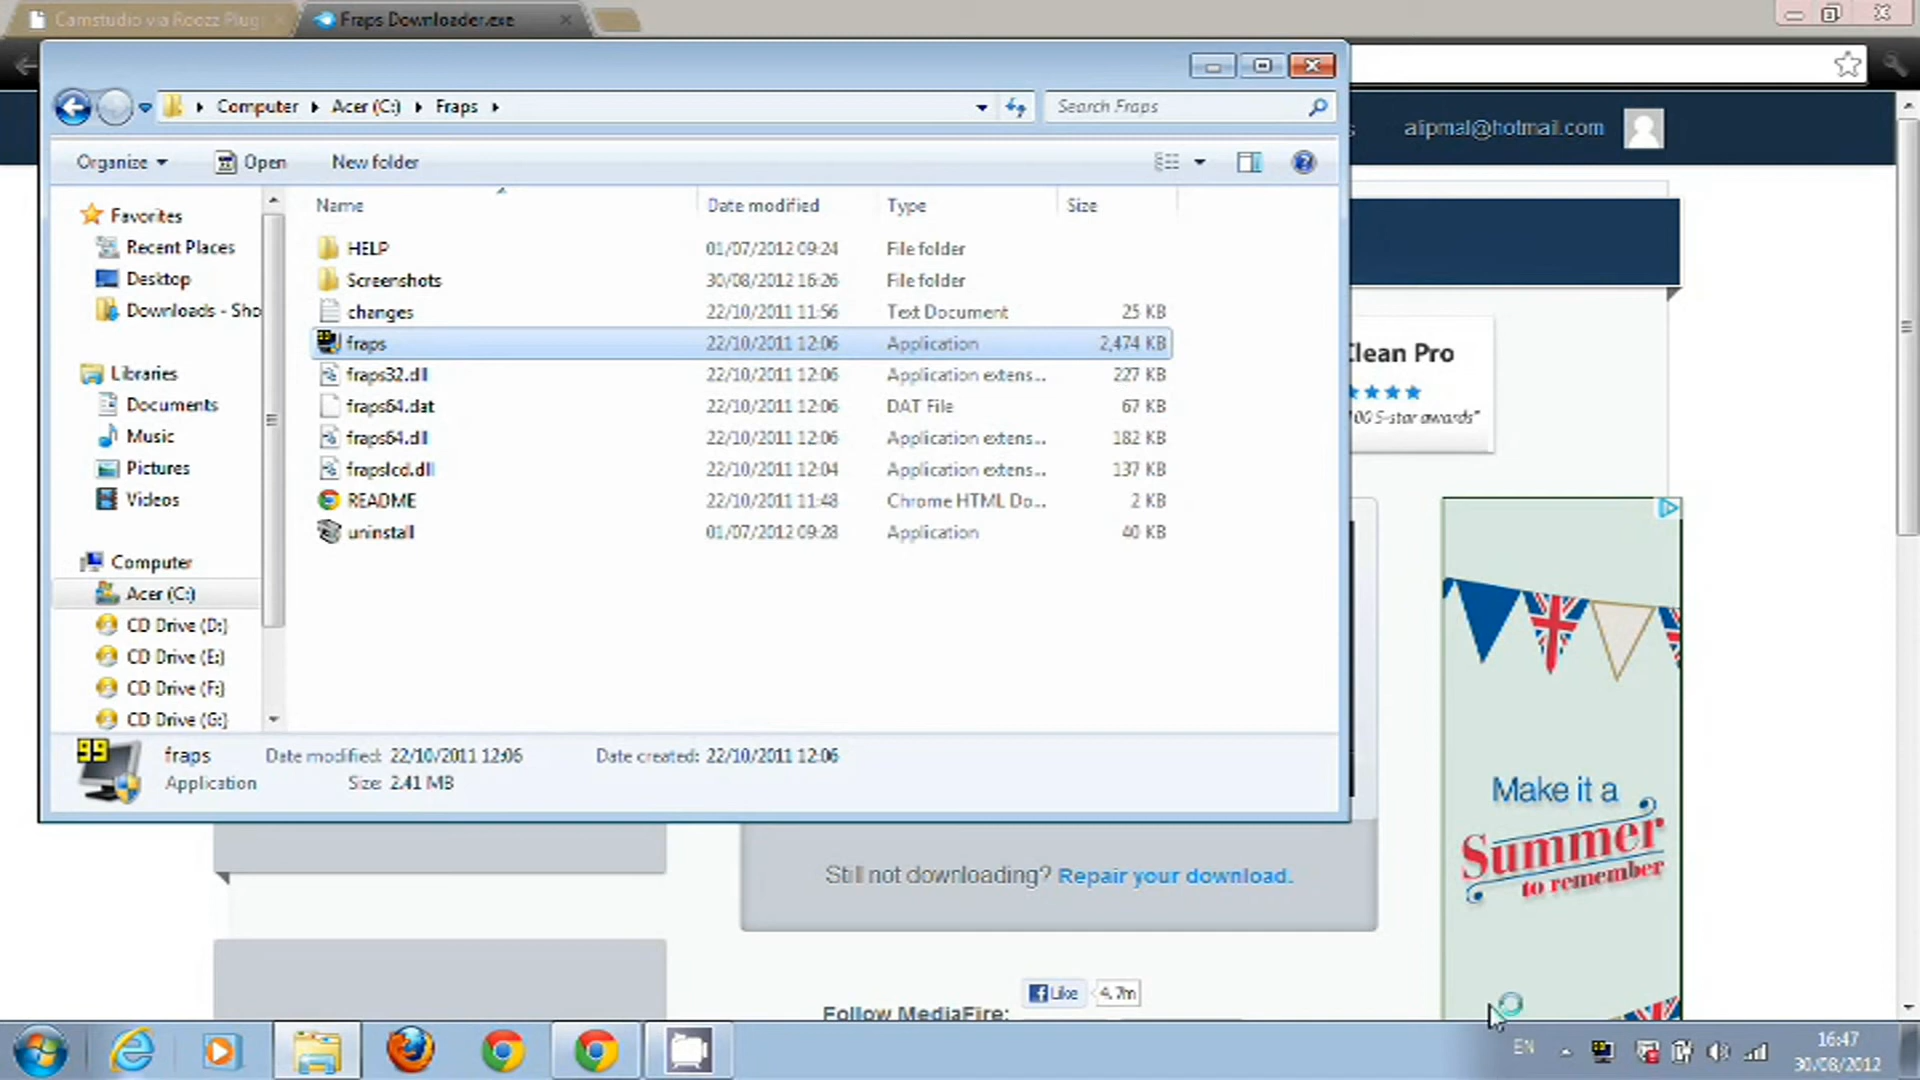 Camstudio via Roozz Plug
Fraps Downloader.exe
Computer
Acer (C:)
Fraps
Search Fraps
alipmal@hotmail.com
Organize
Open
New folder
Name
Date modified
Type
Size
Favorites
Recent Places
Desktop
Downloads - Sho
Libraries
Documents
Music
Pictures
Videos
Computer
Acer (C:)
CD Drive (D:)
CD Drive (E:)
CD Drive (F:)
CD Drive (G:)
HELP 01/07/2012 09:24 File folder
Screenshots 30/08/2012 16:26 File folder
changes 22/10/2011 11:56 Text Document 25 KB
fraps 22/10/2011 12:06 Application 2,474 KB
fraps32.dll 22/10/2011 12:06 Application extens... 227 KB
fraps64.dat 22/10/2011 12:06 DAT File 67 KB
fraps64.dll 22/10/2011 12:06 Application extens... 182 KB
frapslcd.dll 22/10/2011 12:04 Application extens... 137 KB
README 22/10/2011 11:48 Chrome HTML Do... 2 KB
uninstall 01/07/2012 09:28 Application 40 KB
fraps Date modified: 22/10/2011 12:06 Date created: 22/10/2011 12:06
Application Size: 2.41 MB
Clean Pro
00 5-star awards"
Still not downloading? Repair your download.
Follow MediaFire:
Like
4.7m
Make it a
Summer
to remember
99
EN
16:47
30/08/2012